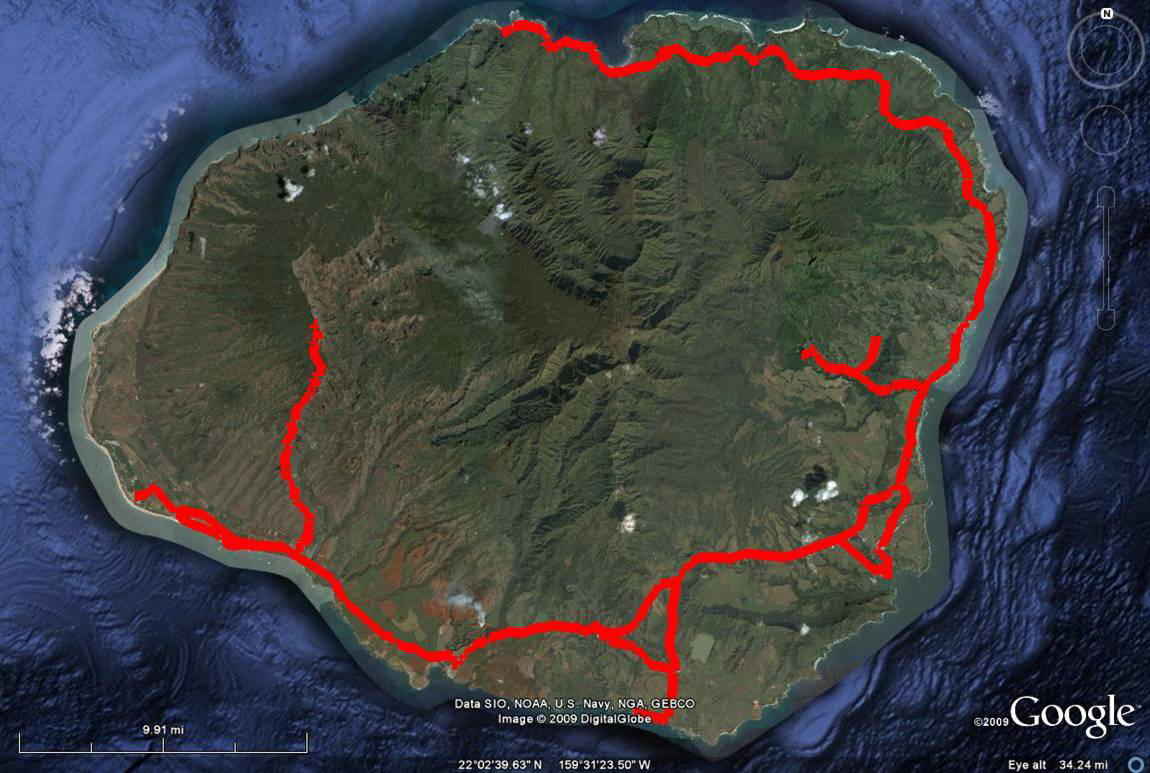 N
Data SIO, NOAA, U.S. Navy, NGA, GEBCO
Image © 2009 DigitalGlobe
©2009 Google™
9.91 mi
22°02'39.63" N 159°31'23.50" W
Eye alt 34.24 mi